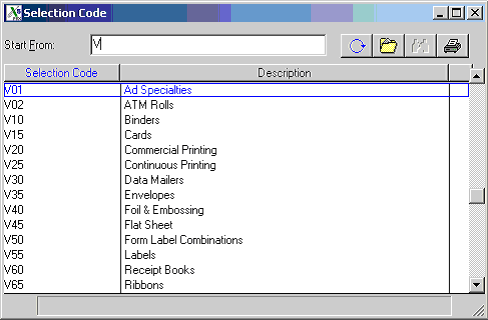 Selection Code
Start From: V
Selection Code Description
V01 Ad Specialties
V02 ATM Rolls
V10 Binders
V15 Cards
V20 Commercial Printing
V25 Continuous Printing
V30 Data Mailers
V35 Envelopes
V40 Foil & Embossing
V45 Flat Sheet
V50 Form Label Combinations
V55 Labels
V60 Receipt Books
V65 Ribbons